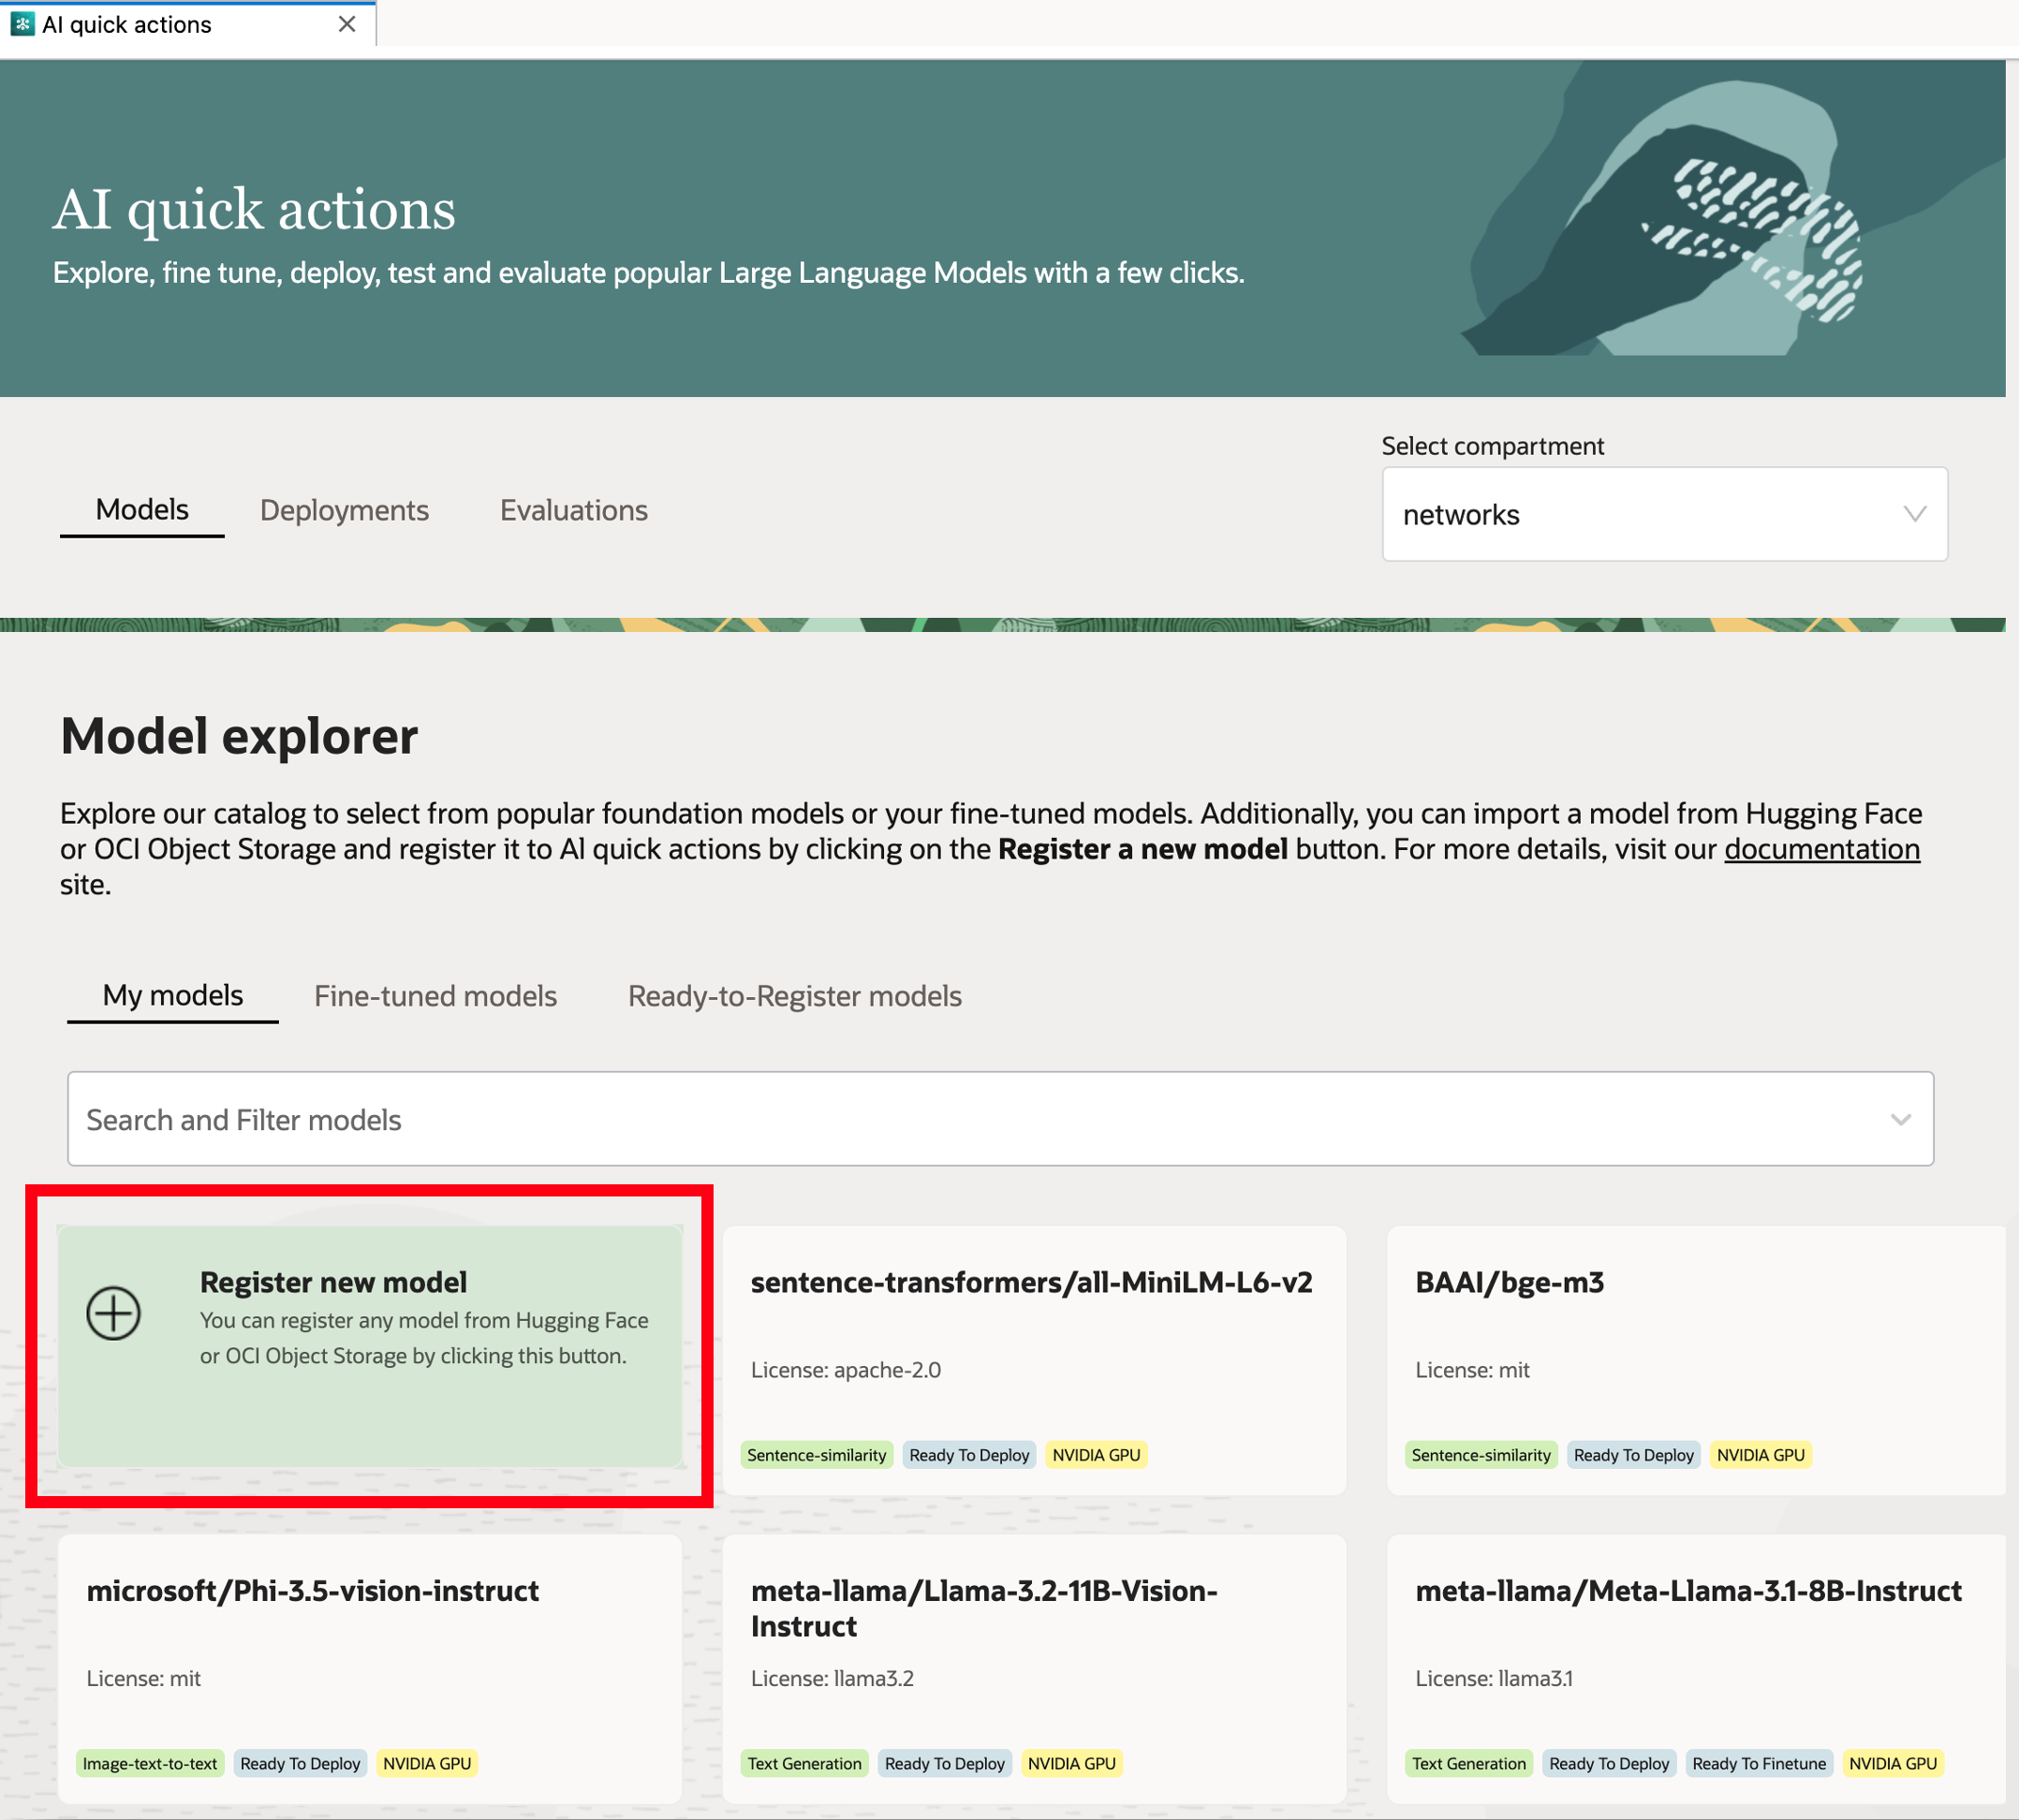 AI quick actions
AI quick actions
Explore, fine tune, deploy, test and evaluate popular Large Language Models with a few clicks.
Select compartment
Models Deployments Evaluations
networks
Model explorer
Explore our catalog to select from popular foundation models or your fine-tuned models. Additionally, you can import a model from Hugging Face
or OCI Object Storage and register it to AI quick actions by clicking on the Register a new model button. For more details, visit our documentation
site.
My models Fine-tuned models Ready-to-Register models
Search and Filter models
Register new model
You can register any model from Hugging Face
or OCI Object Storage by clicking this button.
sentence-transformers/all-MiniLM-L6-v2
License: apache-2.0
Sentence-similarity Ready To Deploy NVIDIA GPU
BAAI/bge-m3
License: mit
Sentence-similarity Ready To Deploy NVIDIA GPU
microsoft/Phi-3.5-vision-instruct
License: mit
Image-text-to-text Ready To Deploy NVIDIA GPU
meta-llama/Llama-3.2-11B-Vision-
Instruct
License: llama3.2
Text Generation Ready To Deploy NVIDIA GPU
meta-llama/Meta-Llama-3.1-8B-Instruct
License: llama3.1
Text Generation Ready To Deploy Ready To Finetune NVIDIA GPU